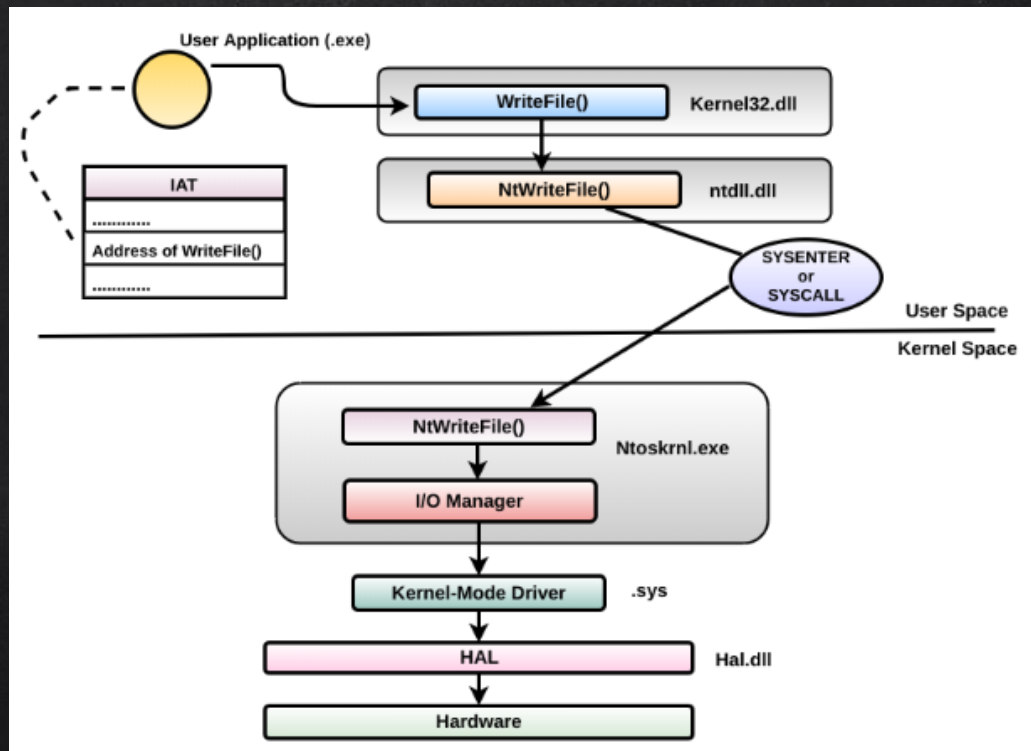 User Application (.exe)
WriteFile()
Kernel32.dll
NtWriteFile()
ntdll.dll
IAT
............
Address of WriteFile()
............
SYSENTER
or
SYSCALL
User Space
Kernel Space
NtWriteFile()
Ntoskrnl.exe
I/O Manager
Kernel-Mode Driver
.sys
HAL
Hal.dll
Hardware